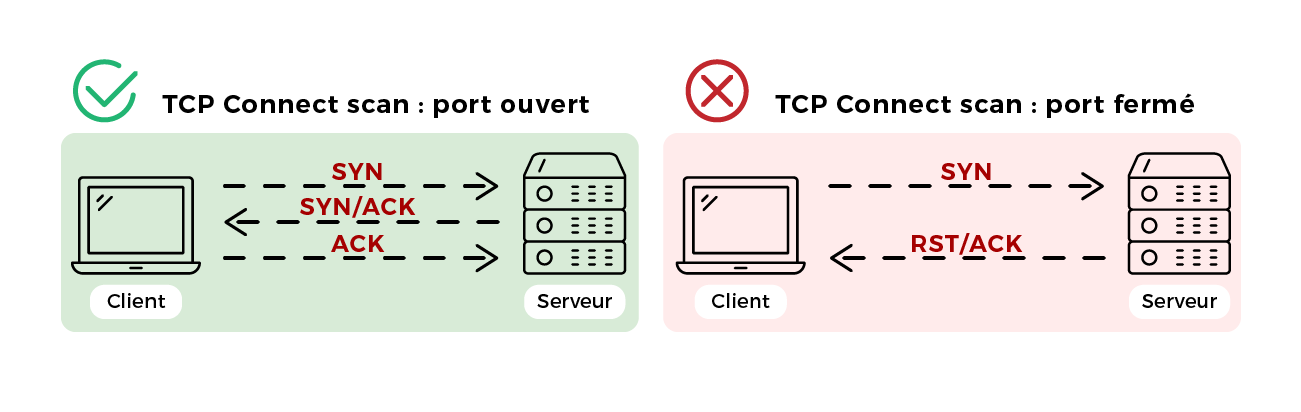 TCP Connect scan : port ouvert
SYN
SYN/ACK
ACK
Client
Serveur
TCP Connect scan : port fermé
SYN
RST/ACK
Client
Serveur